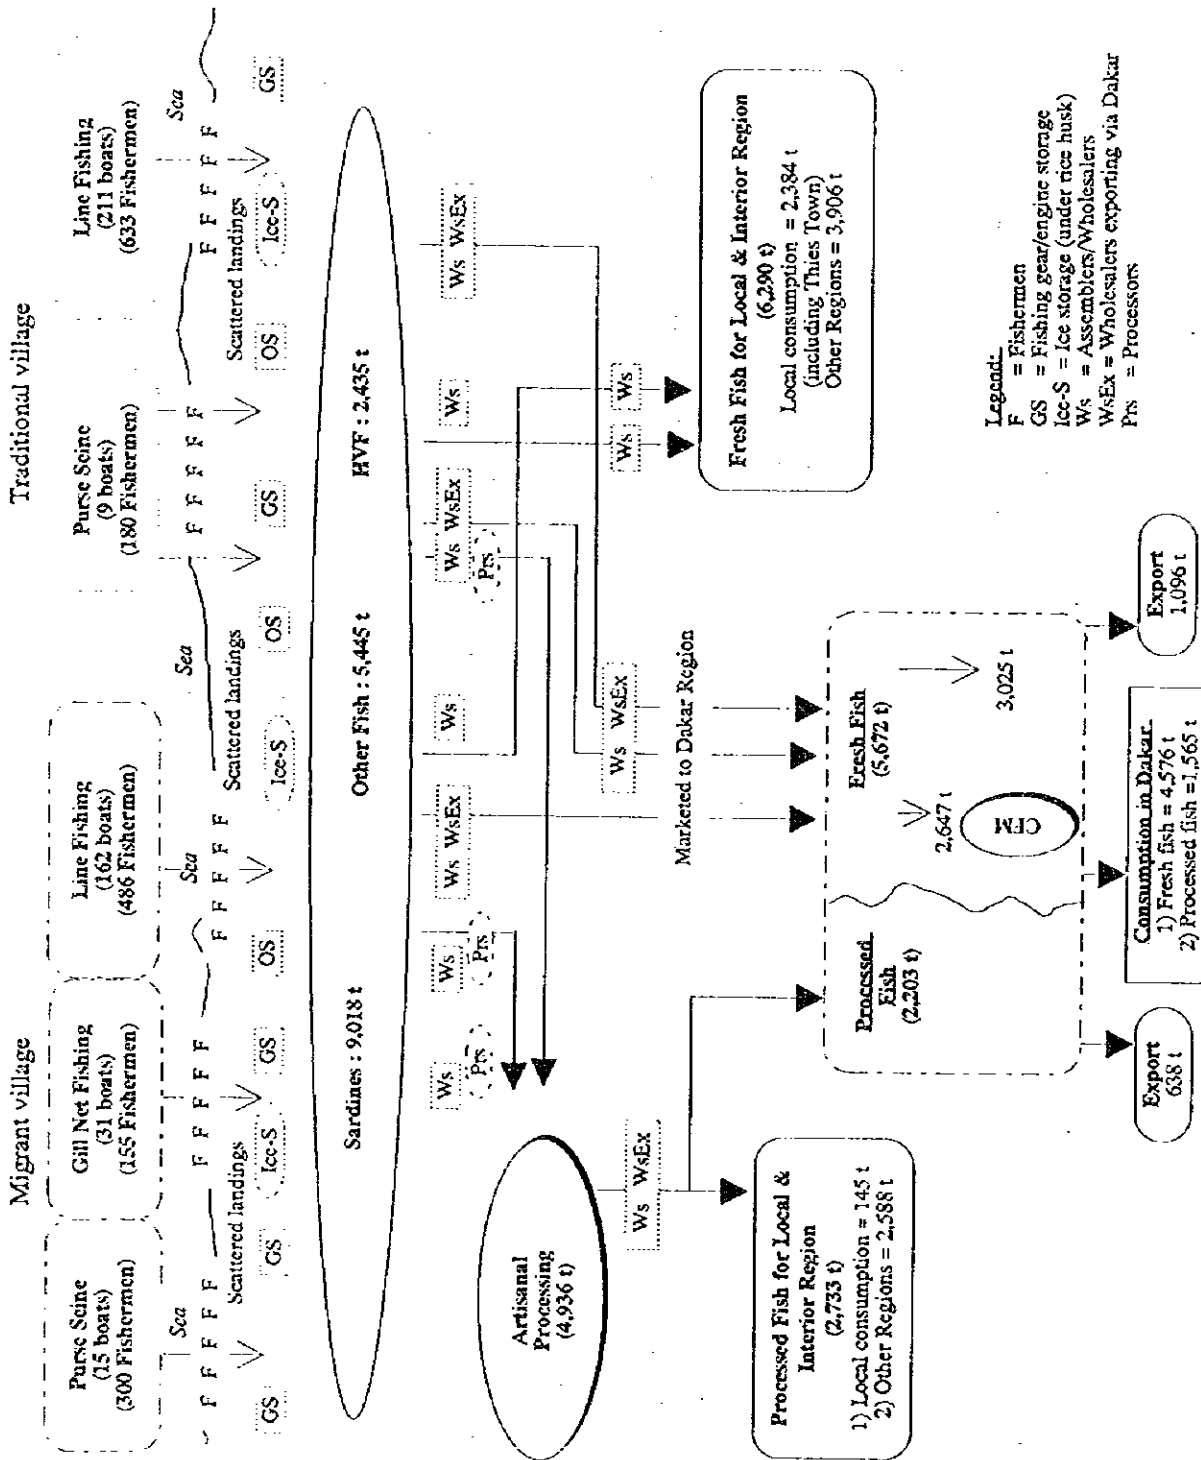 Migrant village
Traditional village
Purse Seine
(15 boats)
(300 Fishermen)
Gill Net Fishing
(31 boats)
(155 Fishermen)
Line Fishing
(162 boats)
(486 Fishermen)
Purse Seine
(9 boats)
(180 Fishermen)
Line Fishing
(211 boats)
(633 Fishermen)
Sea
Sea
Sea
Sea
F F F F F
F F F F F
F F F F
F F F F F
F F F F F
Scattered landings
Scattered landings
Scattered landings
GS
GS
Ice-S
GS
OS
Ice-S
OS
GS
OS
Ice-S
GS
Sardines : 9,018 t
Other Fish : 5,445 t
HVF : 2,435 t
Ws
Prs
Ws
Prs
Ws WsEx
Ws
Ws WsEx
Prs
Ws
Ws WsEx
Artisanal
Processing
(4,936 t)
Ws WsEx
Ws WsEx
Ws
Ws
Marketed to Dakar Region
Processed Fish for Local &
Interior Region
(2,733 t)
1) Local consumption = 145 t
2) Other Regions = 2,588 t
Processed
Fish
(2,203 t)
Fresh Fish
(5,672 t)
2,647 t
CFM
3,025 t
Fresh Fish for Local & Interior Region
(6,290 t)
Local consumption = 2,384 t
(including Thies Town)
Other Regions = 3,906 t
Export
638 t
Consumption in Dakar
1) Fresh fish = 4,576 t
2) Processed fish =1,565 t
Export
1,096 t
Legend:
F = Fishermen
GS = Fishing gear/engine storage
Ice-S = Ice storage (under rice husk)
Ws = Assemblers/Wholesalers
WsEx = Wholesalers exporting via Dakar
Prs = Processors